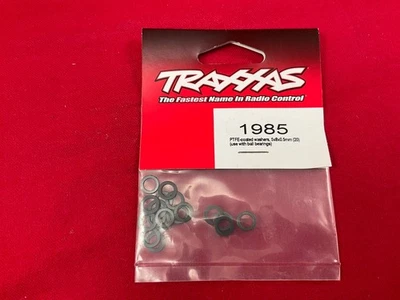 TRAXXAS
The Fastest Name in Radio Control
1985
PTFE-coated washers, 5x8x0.5mm (20)
(use with ball bearings)